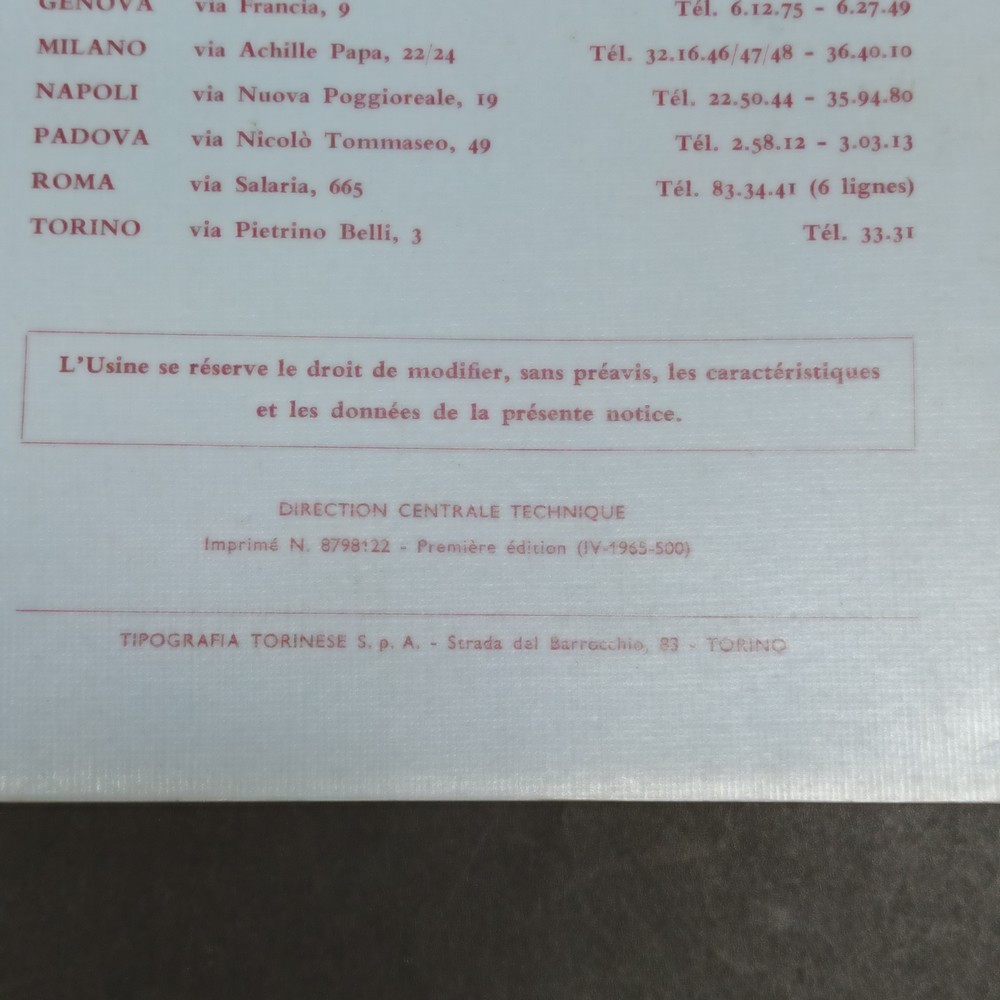 GENOVA via Francia, 9 Tél. 6.12.75 - 6.27.49
MILANO via Achille Papa, 22/24 Tél. 32.16.46/47/48 - 36.40.10
NAPOLI via Nuova Poggioreale, 19 Tél. 22.50.44 - 35.94.80
PADOVA via Nicolò Tommaseo, 49 Tél. 2.58.12 - 3.03.13
ROMA via Salaria, 665 Tél. 83.34.41 (6 lignes)
TORINO via Pietrino Belli, 3 Tél. 33.31
L'Usine se réserve le droit de modifier, sans préavis, les caractéristiques
et les données de la présente notice.
DIRECTION CENTRALE TECHNIQUE
Imprimé N. 8798122 - Première édition (IV-1965-500)
TIPOGRAFIA TORINESE S. p. A. - Strada del Barrocchio, 83 - TORINO